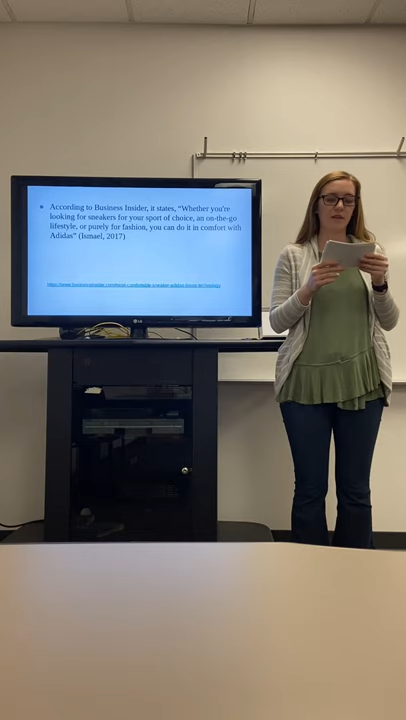 According to Business Insider, it states, “Whether you're
looking for sneakers for your sport of choice, an on-the-go
lifestyle, or purely for fashion, you can do it in comfort with
Adidas” (Ismael, 2017)
LG